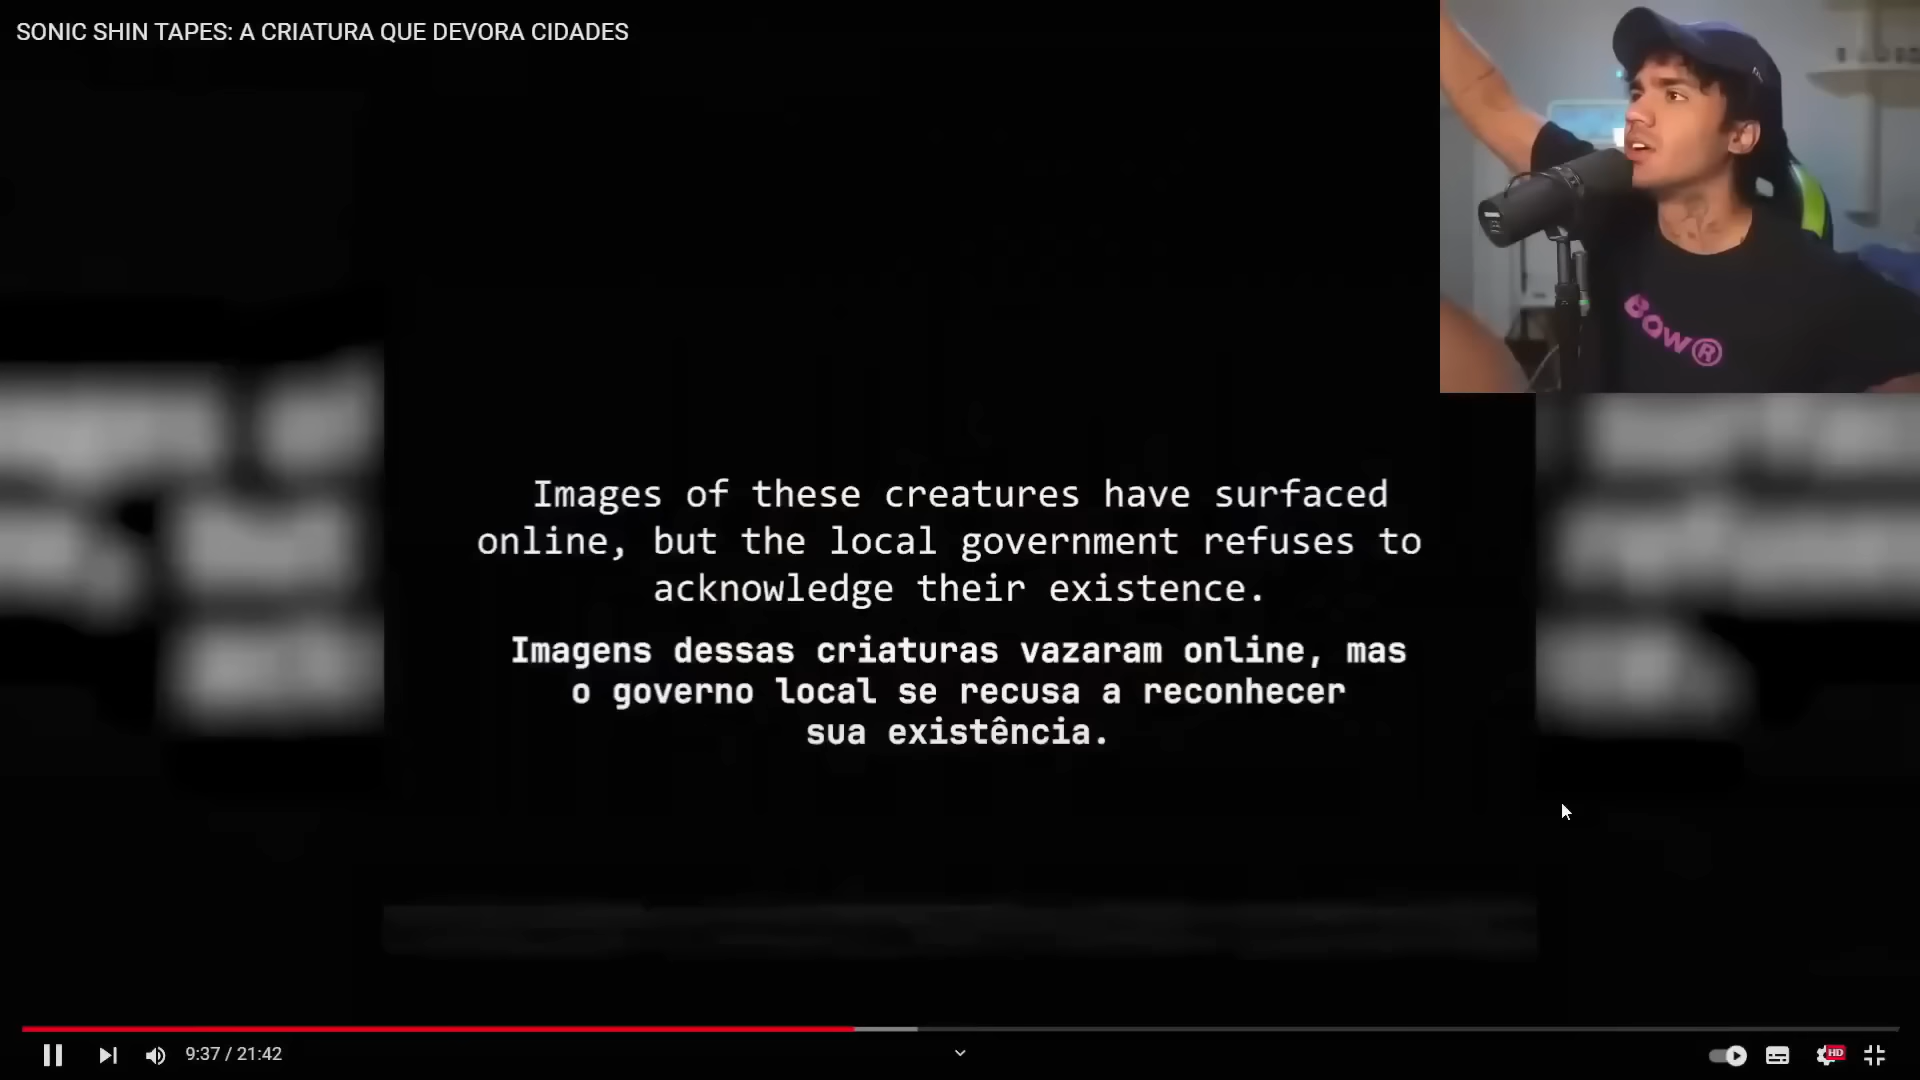 SONIC SHIN TAPES: A CRIATURA QUE DEVORA CIDADES
BOW®
Images of these creatures have surfaced
online, but the local government refuses to
acknowledge their existence.
Imagens dessas criaturas vazaram online, mas
o governo local se recusa a reconhecer
sua existência.
9:37 / 21:42
HD